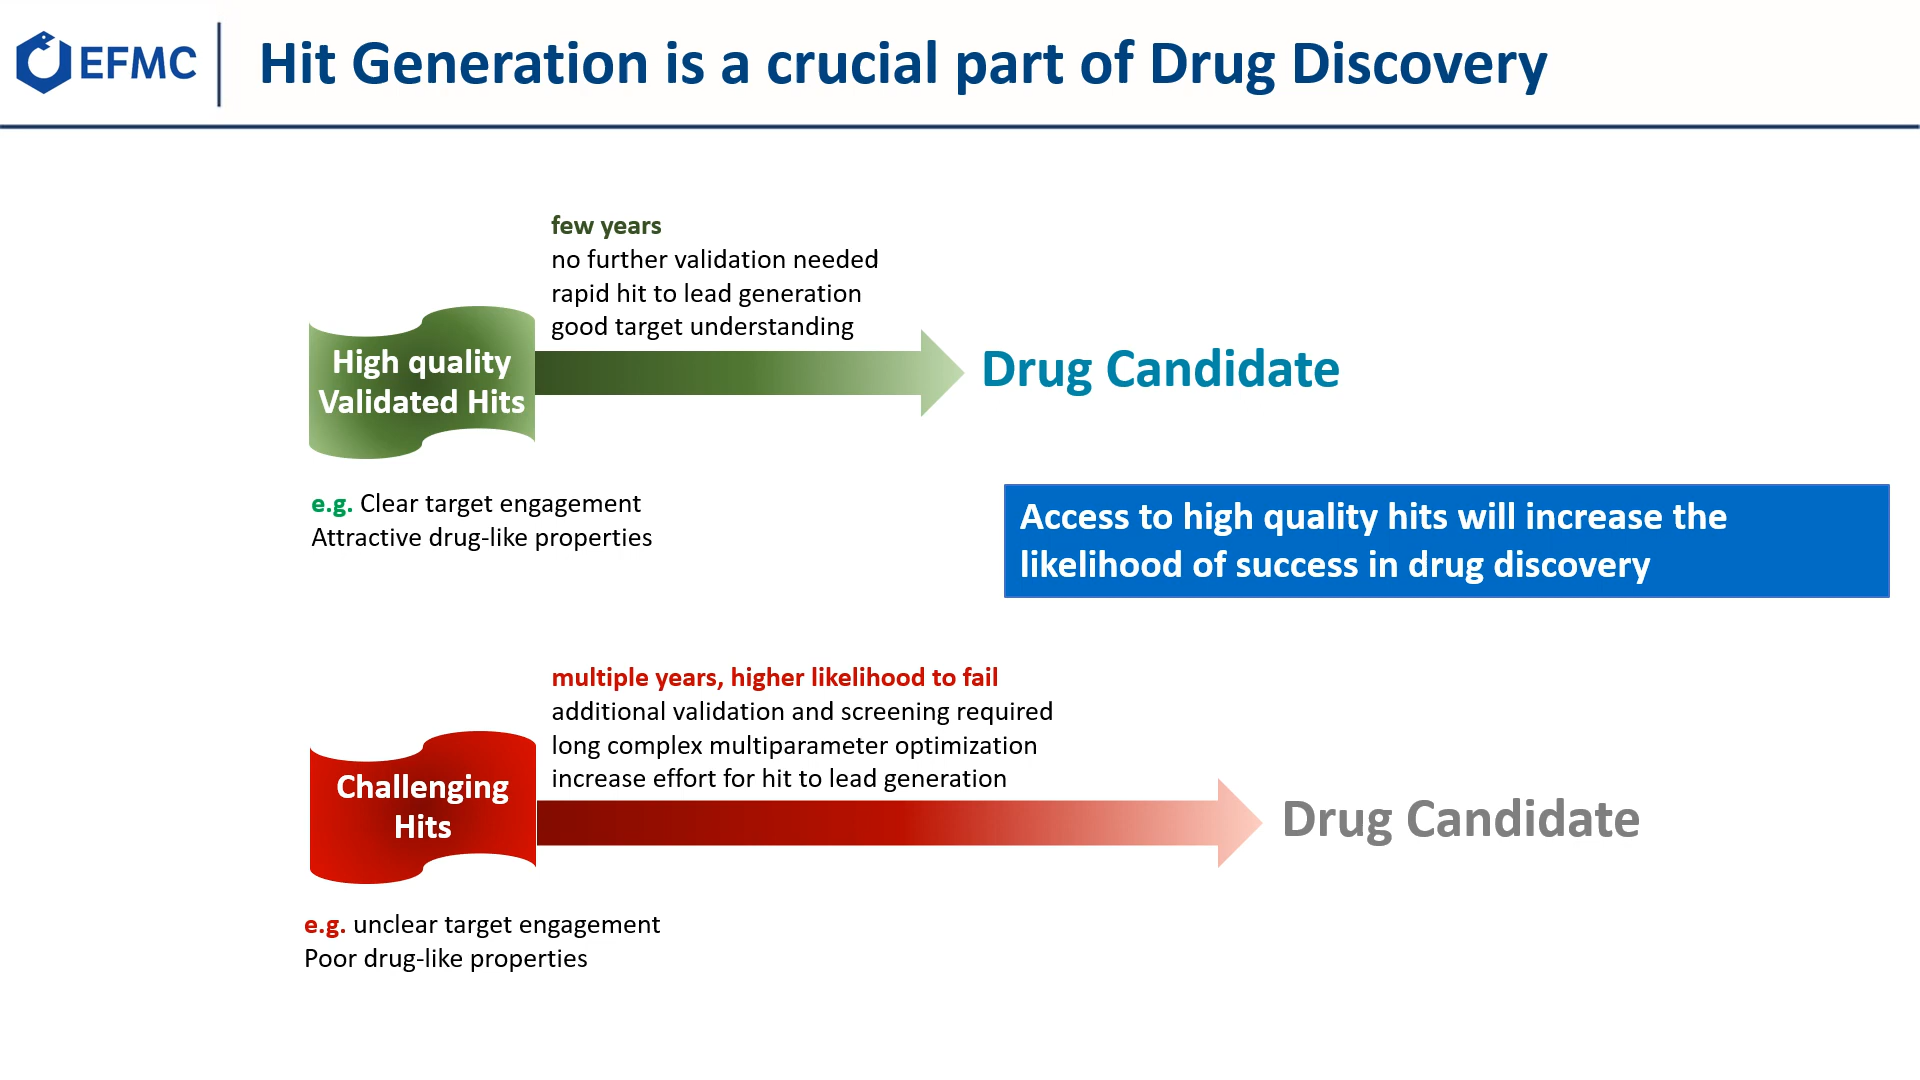 EFMC
Hit Generation is a crucial part of Drug Discovery
few years
no further validation needed
rapid hit to lead generation
good target understanding
High quality
Validated Hits
Drug Candidate
e.g. Clear target engagement
Attractive drug-like properties
Access to high quality hits will increase the
likelihood of success in drug discovery
multiple years, higher likelihood to fail
additional validation and screening required
long complex multiparameter optimization
increase effort for hit to lead generation
Challenging
Hits
Drug Candidate
e.g. unclear target engagement
Poor drug-like properties